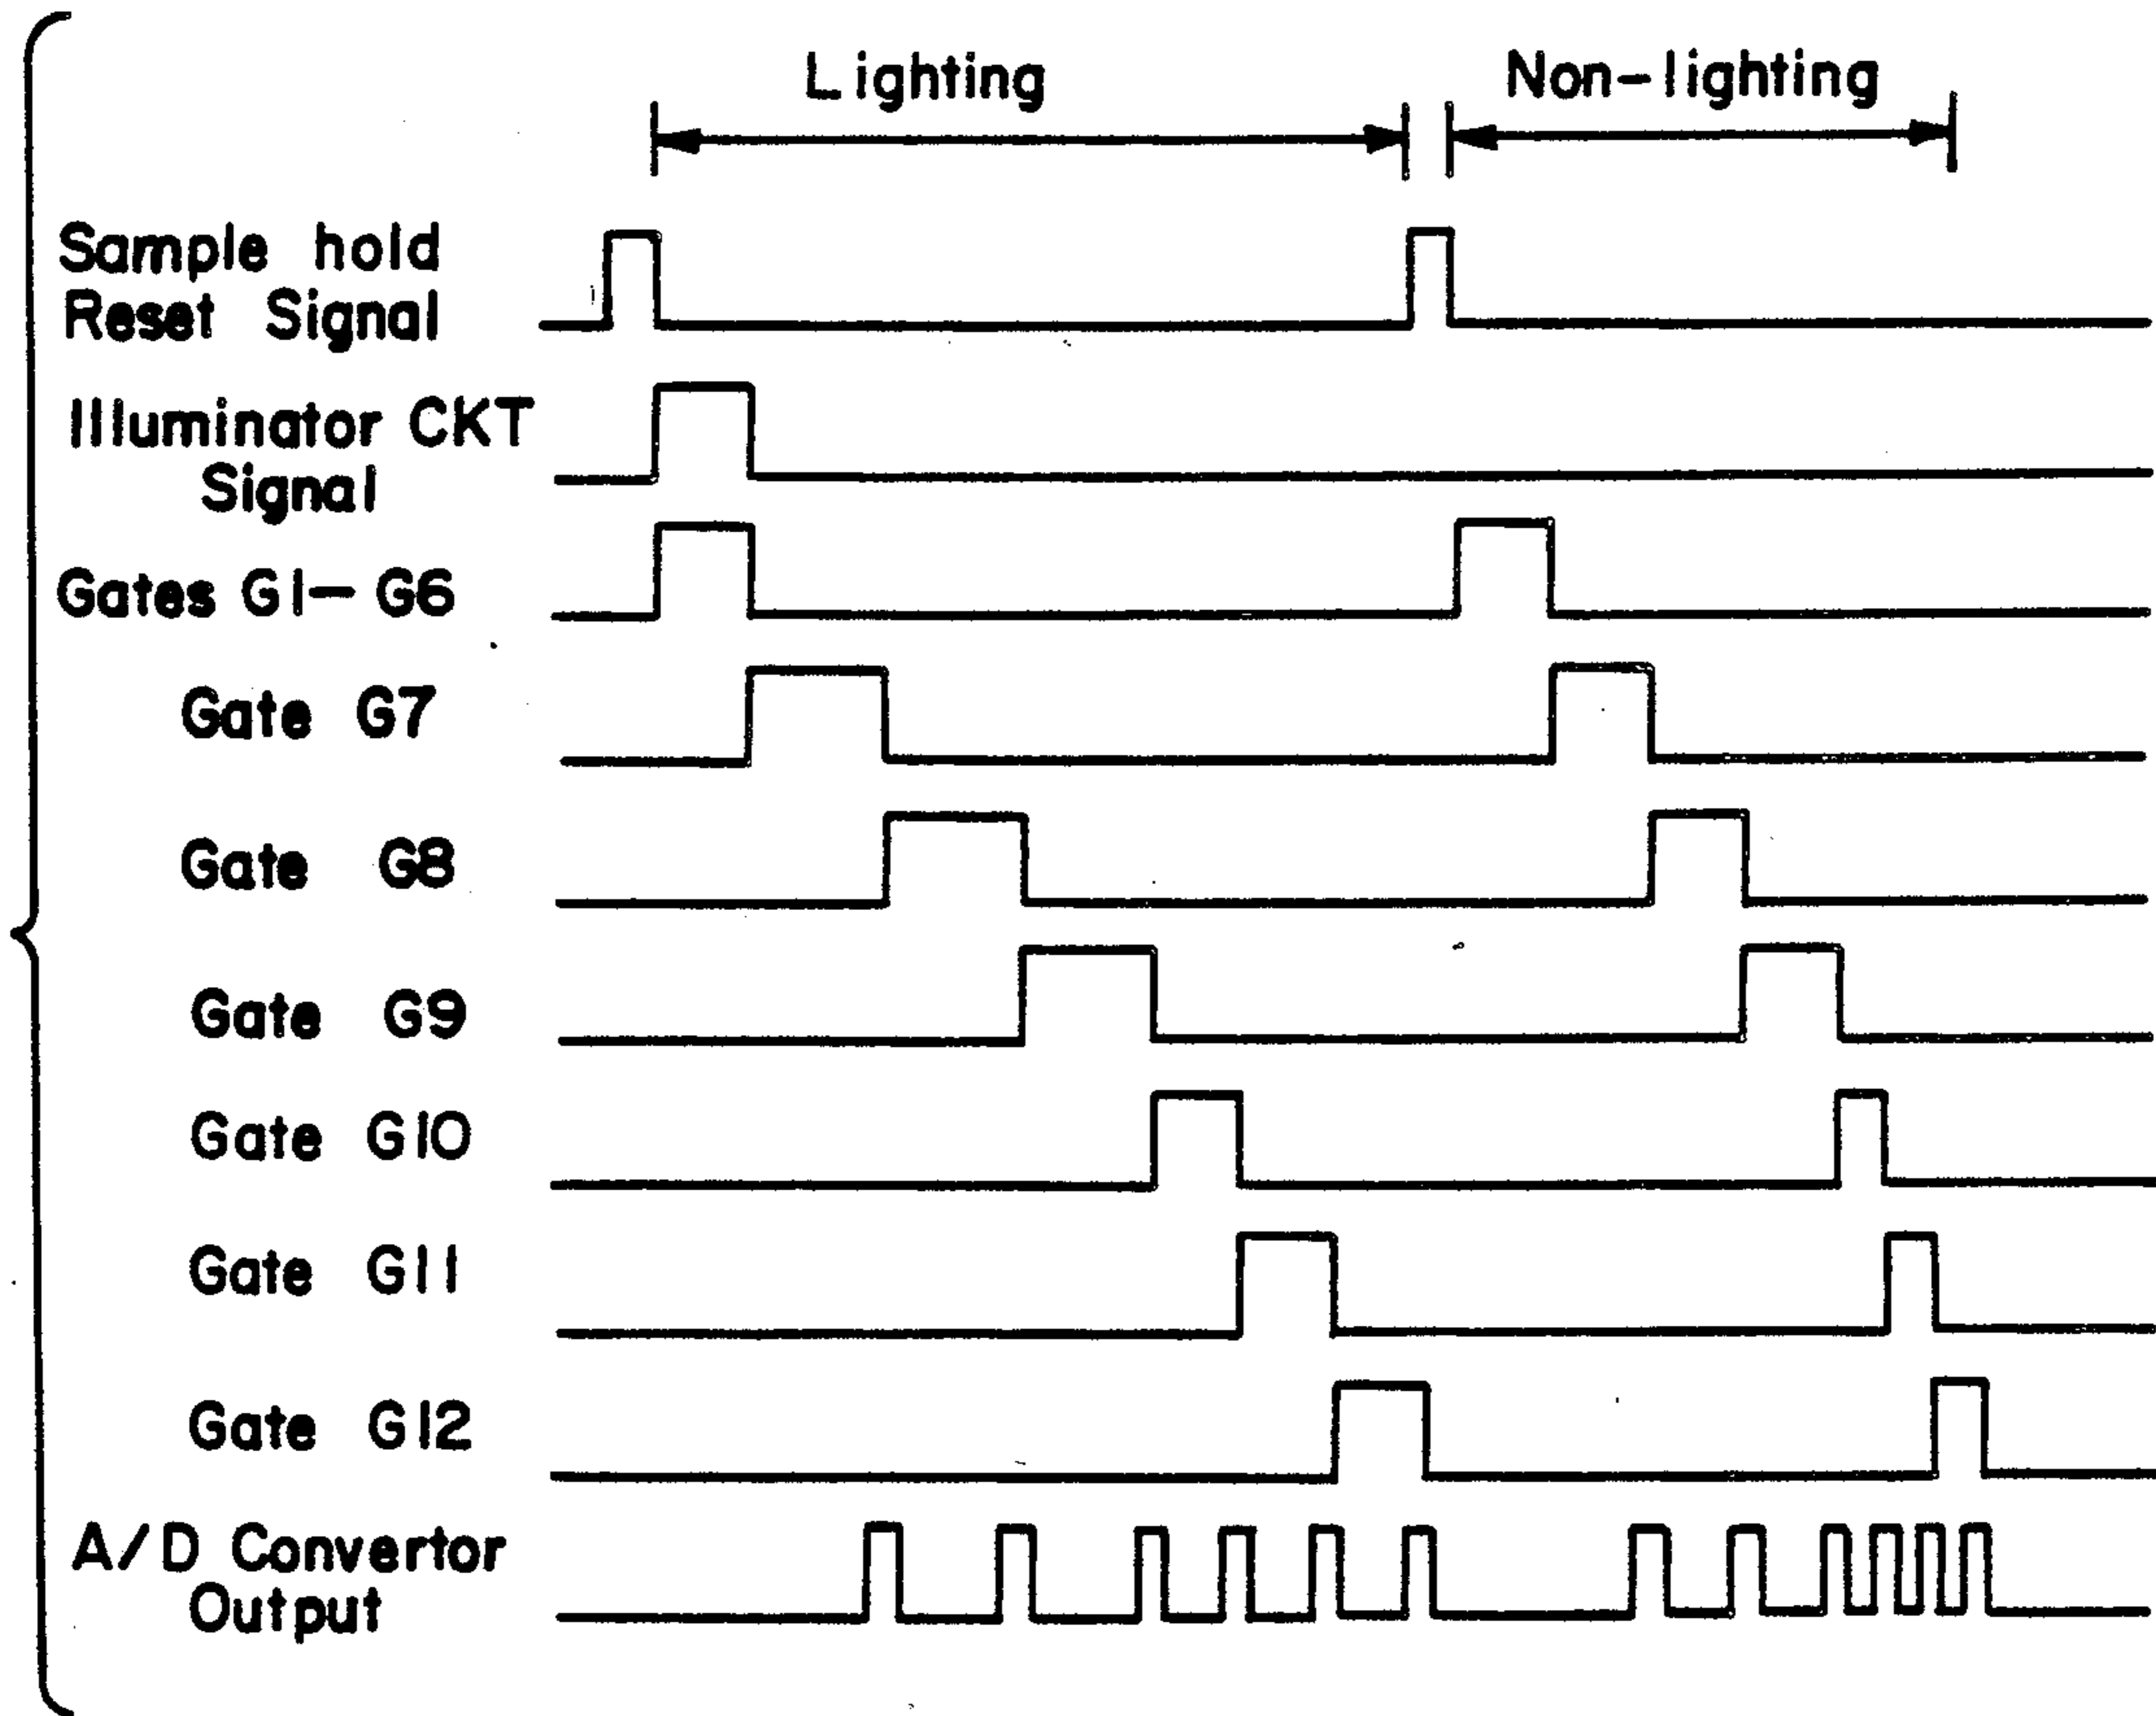 Lighting
Non-lighting
Sample hold
Reset Signal
Illuminator CKT
Signal
Gates G1-G6
Gate G7
Gate G8
Gate G9
Gate G10
Gate G11
Gate G12
A/D Convertor
Output